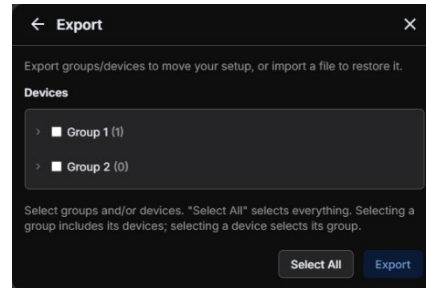 Export
Export groups/devices to move your setup, or import a file to restore it.
Devices
Group 1 (1)
Group 2 (0)
Select groups and/or devices. "Select All" selects everything. Selecting a
group includes its devices; selecting a device selects its group.
Select All Export